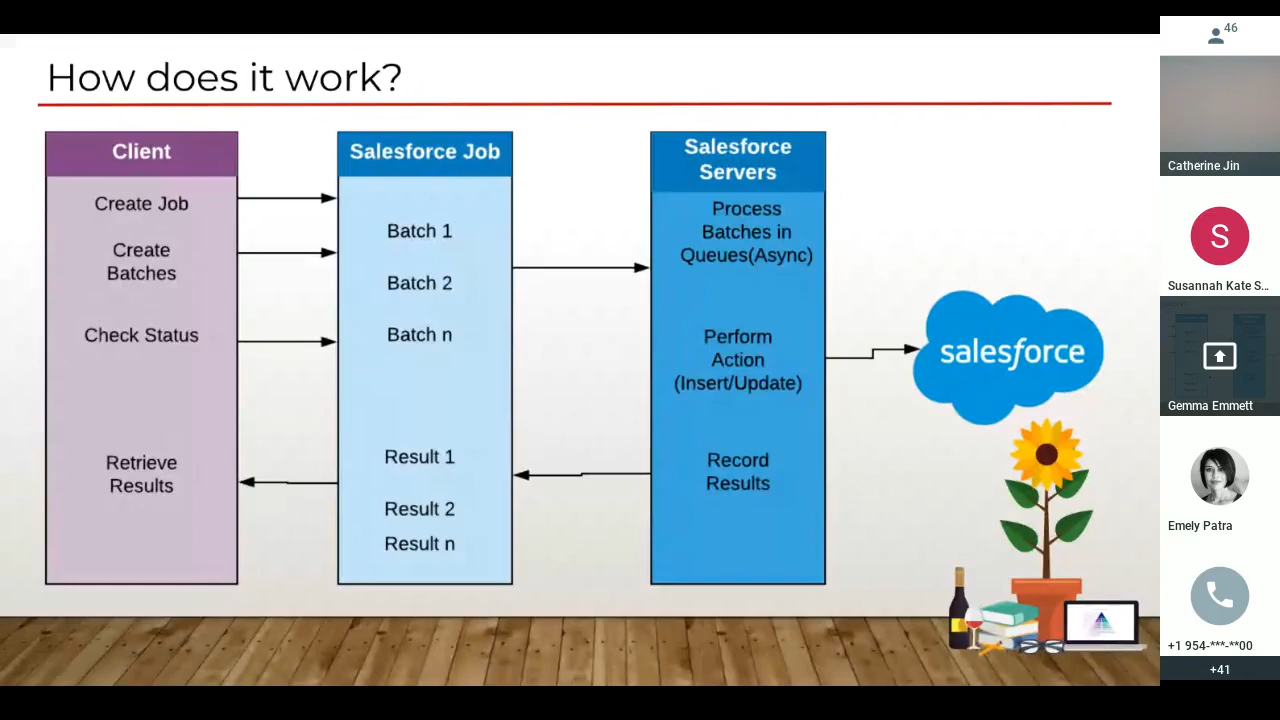 How does it work?
Client
Create Job
Create
Batches
Check Status
Retrieve
Results
Salesforce Job
Batch 1
Batch 2
Batch n
Result 1
Result 2
Result n
Salesforce
Servers
Process
Batches in
Queues(Async)
Perform
Action
(Insert/Update)
Record
Results
salesforce
46
Catherine Jin
S
Susannah Kate S...
Gemma Emmett
Emely Patra
+1 954-***-**00
+41